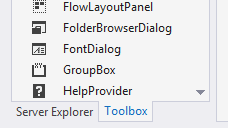 FlowLayoutPanel
FolderBrowserDialog
FontDialog
GroupBox
HelpProvider
Server Explorer Toolbox